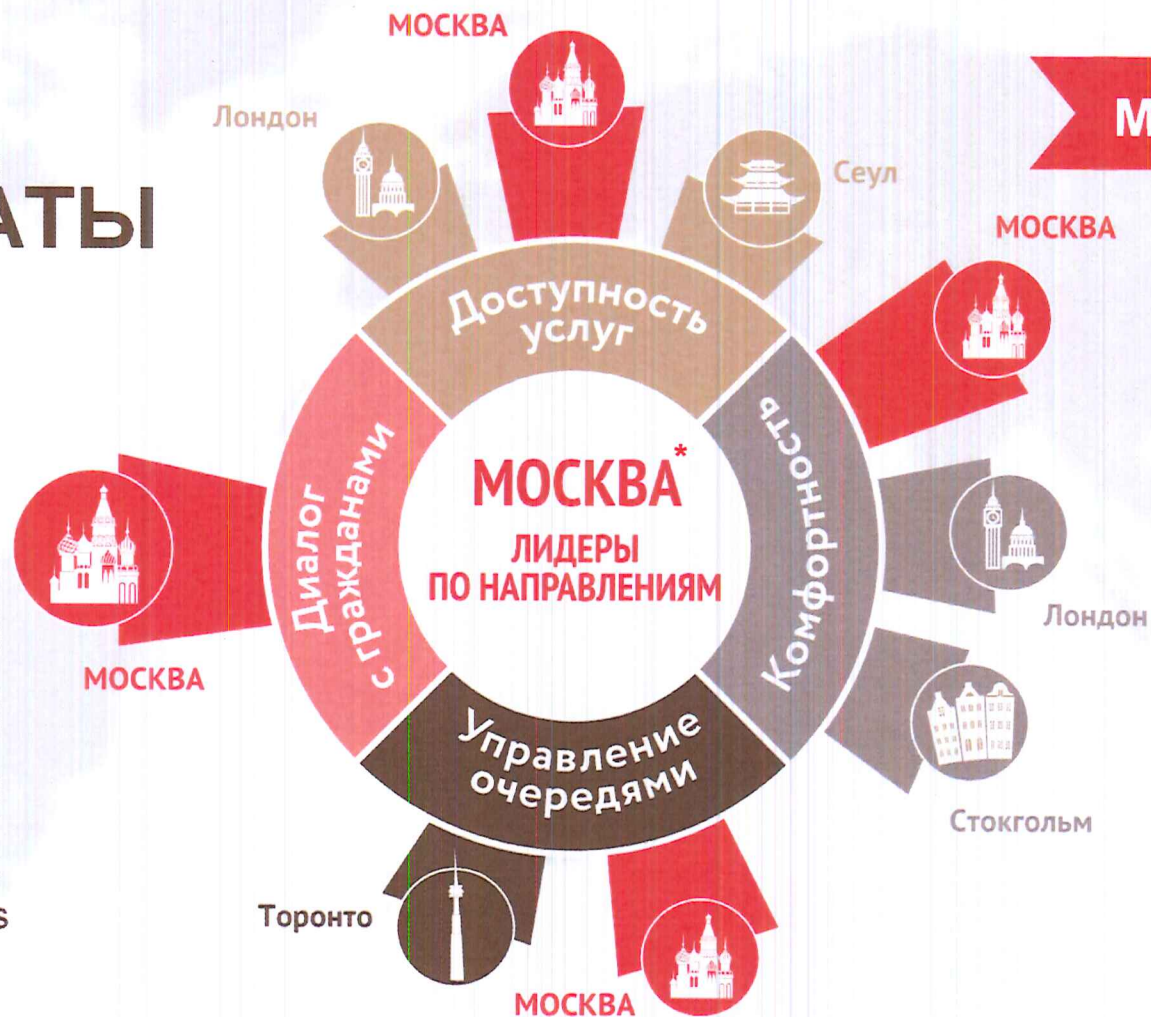 МОСКВА
Лондон
Сеул
АТЫ
М
МОСКВА
Доступность
услуг
Комфортность
Диалог
с гражданами
МОСКВА*
ЛИДЕРЫ
ПО НАПРАВЛЕНИЯМ
Лондон
МОСКВА
Управление
очередями
Стокгольм
s
Торонто
МОСКВА